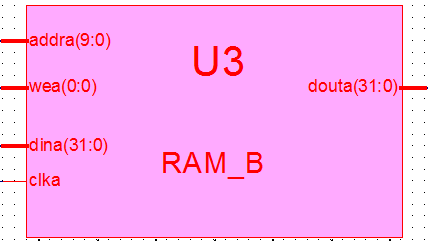 addra(9:0)
U3
wea(0:0)
douta(31:0)
dina(31:0)
RAM_B
clka